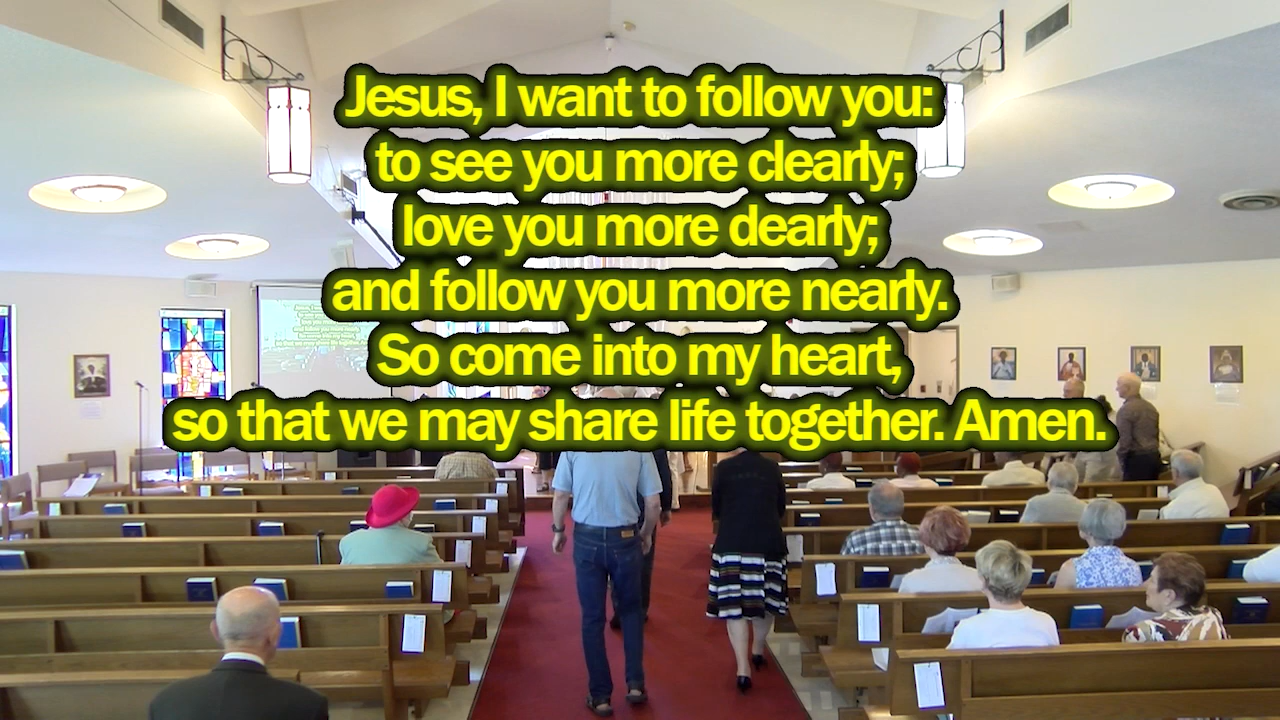 Jesus, I want to follow you:
to see you more clearly;
love you more dearly;
and follow you more nearly.
So come into my heart,
so that we may share life together. Amen.